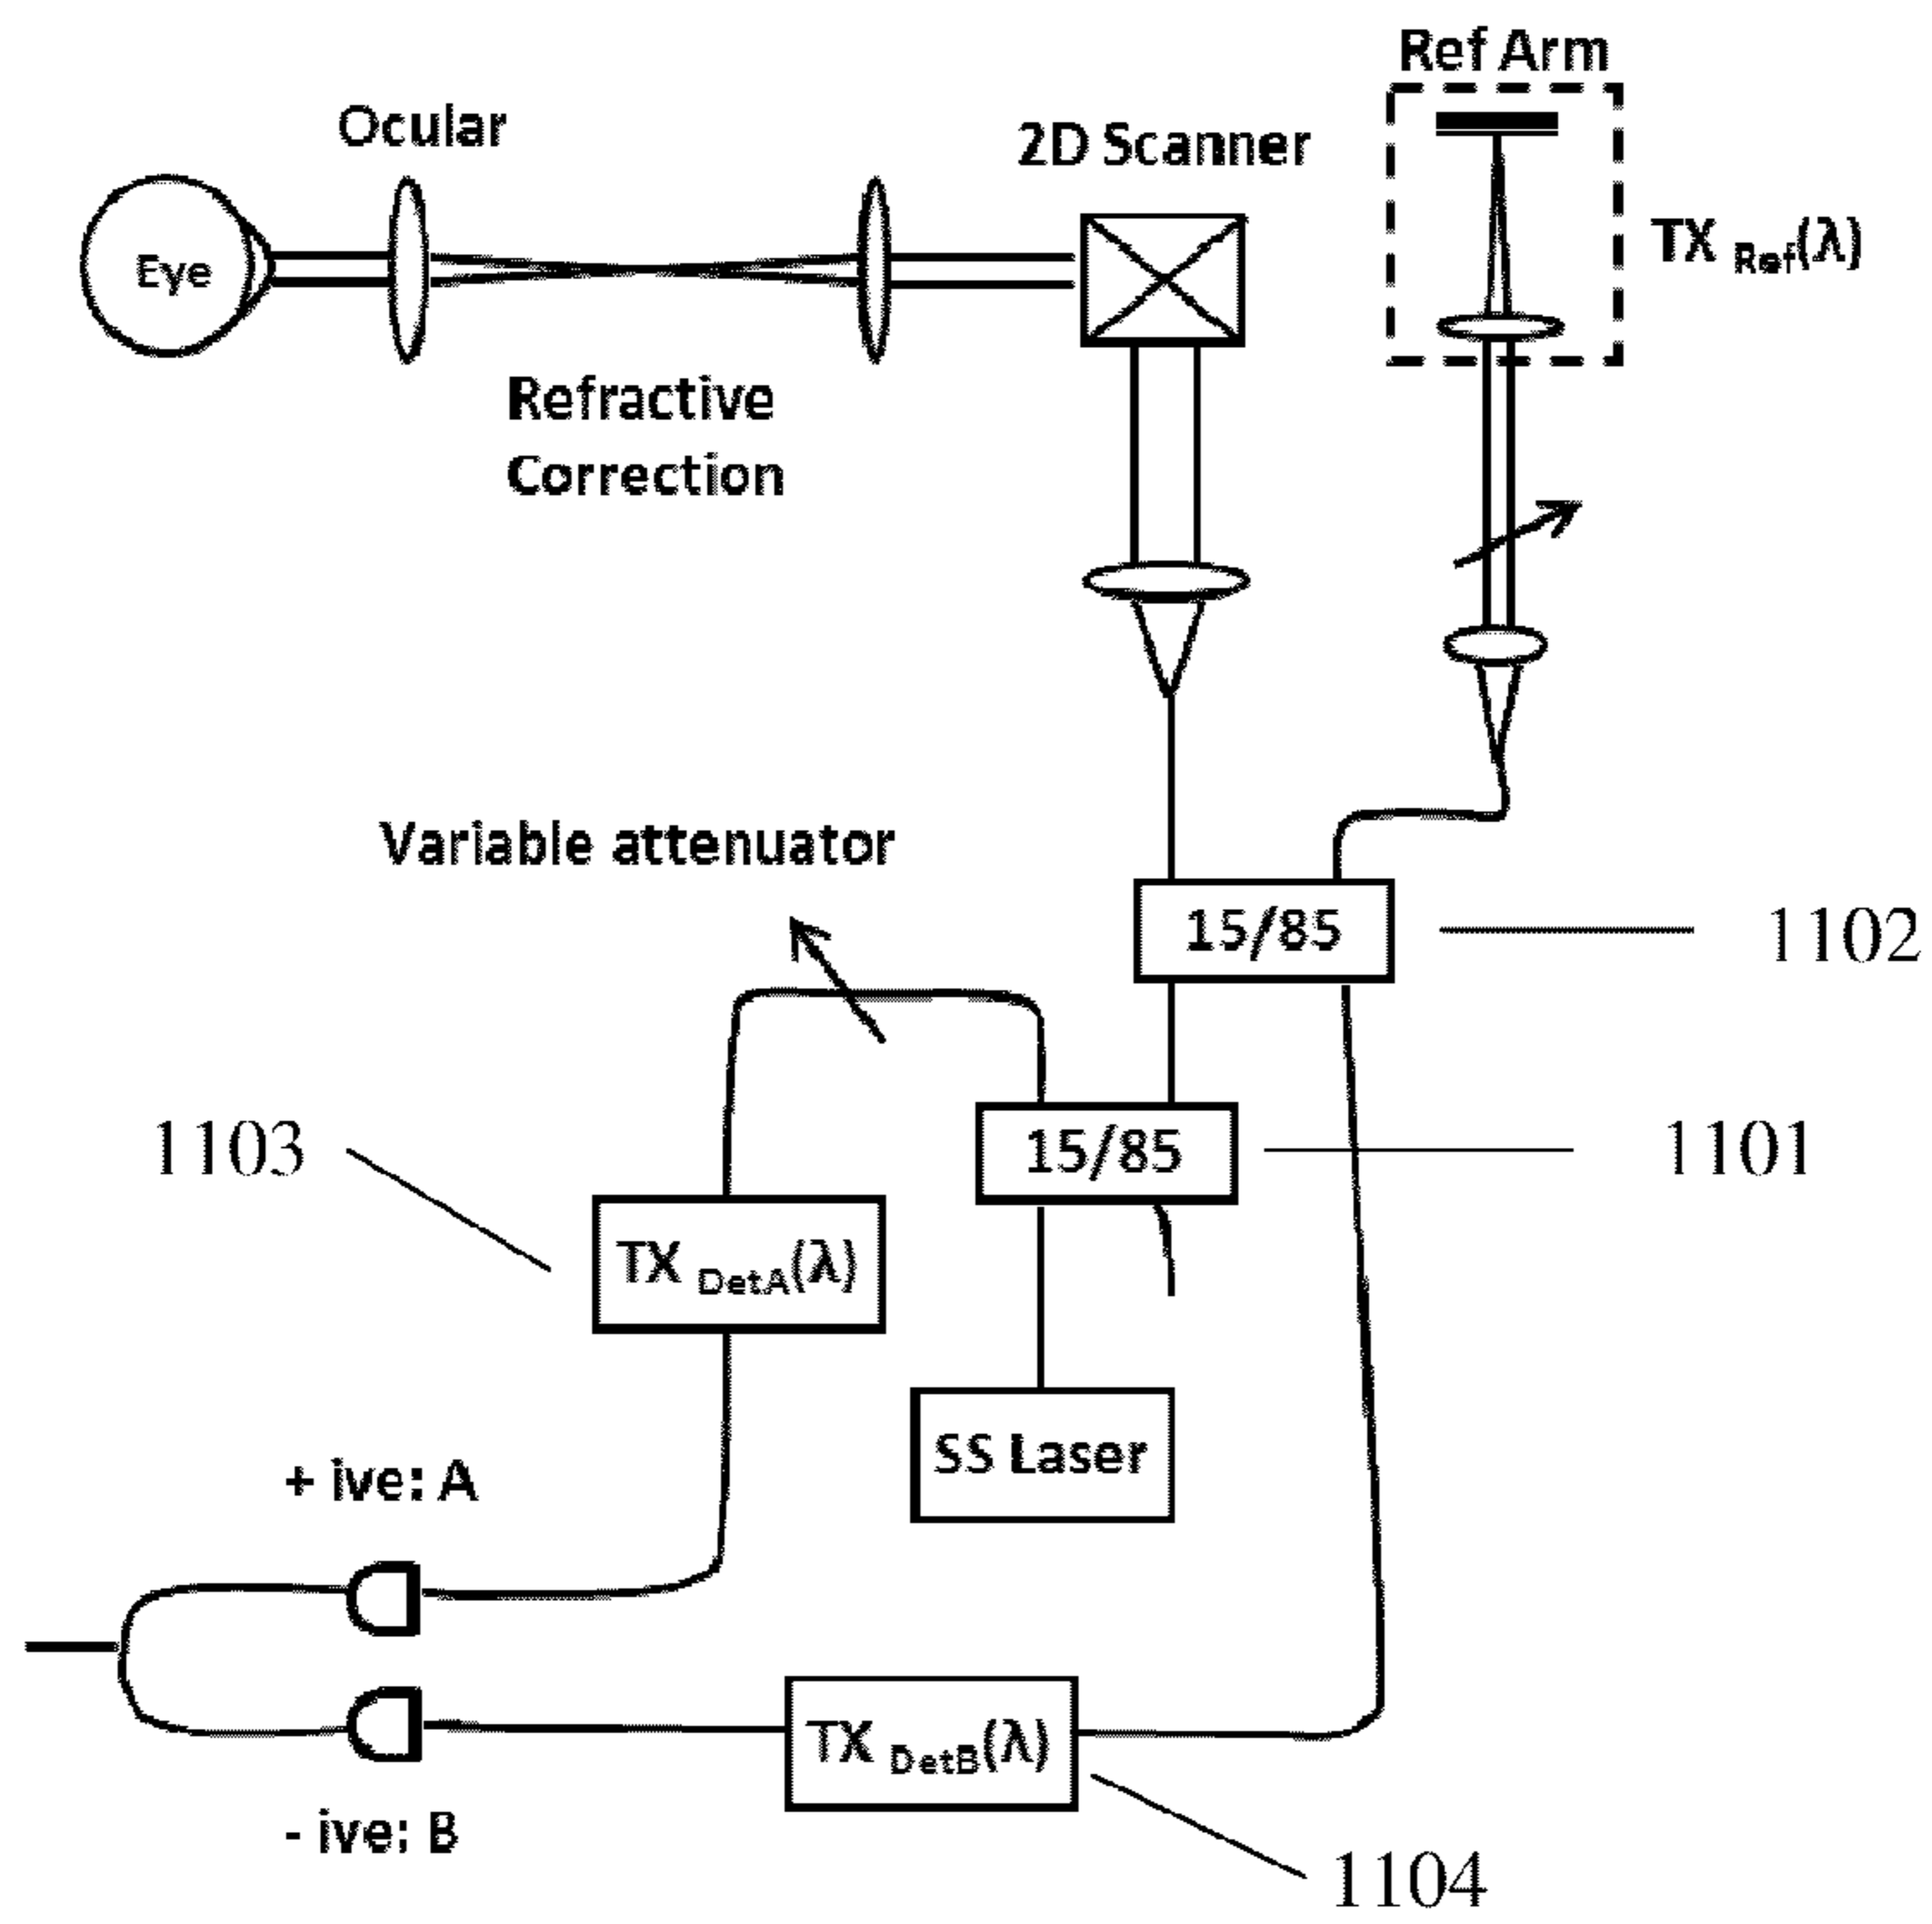 Ref Arm
Ocular
2D Scanner
TX Ref(λ)
Eye
Refractive
Correction
Variable attenuator
15/85
1102
15/85
1101
1103
TX DetA(λ)
SS Laser
+ ive: A
TX DetB(λ)
- ive: B
1104